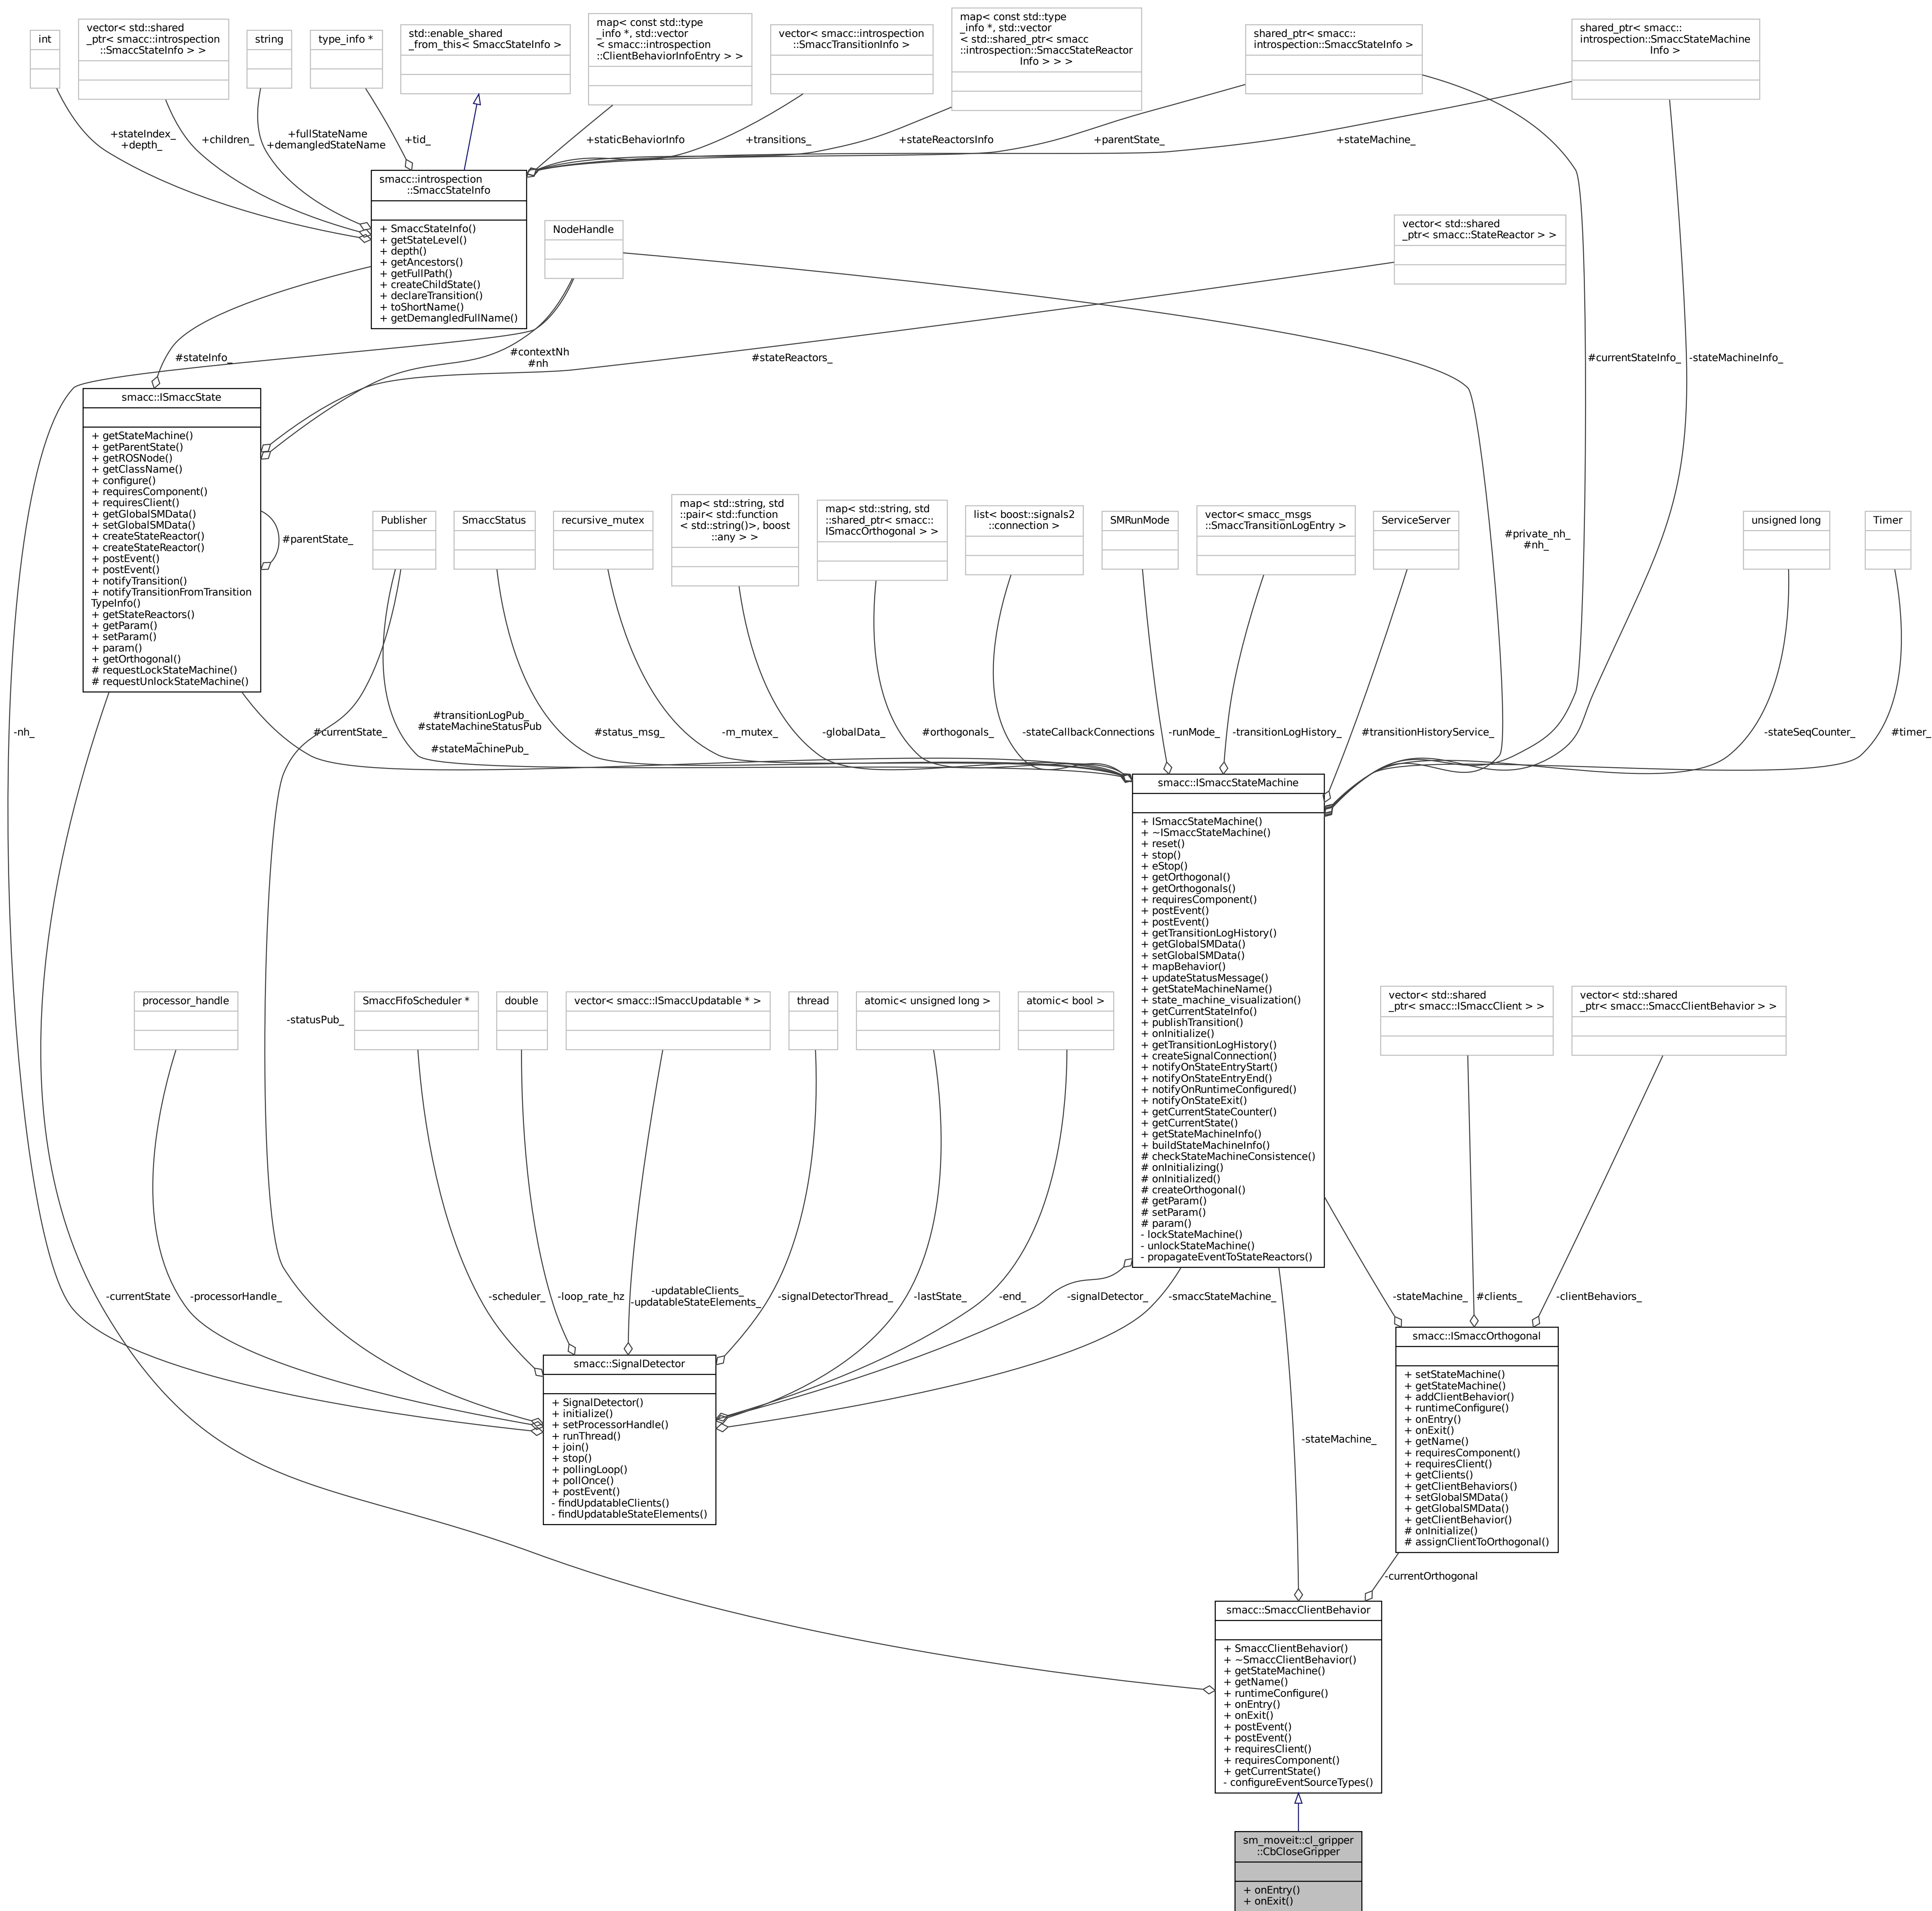 int
vector< std::shared
_ptr< smacc::introspection
::SmaccStateInfo > >
string
type_info *
std::enable_shared
_from_this< SmaccStateInfo >
map< const std::type
_info *, std::vector
< smacc::introspection
::ClientBehaviorInfoEntry > >
vector< smacc::introspection
::SmaccTransitionInfo >
map< const std::type
_info *, std::vector
< std::shared_ptr< smacc
::introspection::SmaccStateReactor
Info > > >
shared_ptr< smacc::
introspection::SmaccStateInfo >
shared_ptr< smacc::
introspection::SmaccStateMachine
Info >
+stateIndex_
+depth_
+children_
+fullStateName
+demangledStateName
+tid_
+staticBehaviorInfo
+transitions_
+stateReactorsInfo
+parentState_
+stateMachine_
smacc::introspection
::SmaccStateInfo
+ SmaccStateInfo()
+ getStateLevel()
+ depth()
+ getAncestors()
+ getFullPath()
+ createChildState()
+ declareTransition()
+ toShortName()
+ getDemangledFullName()
NodeHandle
vector< std::shared
_ptr< smacc::StateReactor > >
#stateInfo_
#contextNh
#nh
#stateReactors_
#currentStateInfo_
-stateMachineInfo_
smacc::ISmaccState
+ getStateMachine()
+ getParentState()
+ getROSNode()
+ getClassName()
+ configure()
+ requiresComponent()
+ requiresClient()
+ getGlobalSMData()
+ setGlobalSMData()
+ createStateReactor()
+ createStateReactor()
+ postEvent()
+ postEvent()
+ notifyTransition()
+ notifyTransitionFromTransition
TypeInfo()
+ getStateReactors()
+ getParam()
+ setParam()
+ param()
+ getOrthogonal()
# requestLockStateMachine()
# requestUnlockStateMachine()
#parentState_
Publisher
SmaccStatus
recursive_mutex
map< std::string, std
::pair< std::function
< std::string()>, boost
::any > >
map< std::string, std
::shared_ptr< smacc::
ISmaccOrthogonal > >
list< boost::signals2
::connection >
SMRunMode
vector< smacc_msgs
::SmaccTransitionLogEntry >
ServiceServer
#private_nh_
#nh_
unsigned long
Timer
-nh_
#currentState_
#transitionLogPub_
#stateMachineStatusPub
_
#stateMachinePub_
#status_msg_
-m_mutex_
-globalData_
#orthogonals_
-stateCallbackConnections
-runMode_
-transitionLogHistory_
#transitionHistoryService_
-stateSeqCounter_
#timer_
smacc::ISmaccStateMachine
+ ISmaccStateMachine()
+ ~ISmaccStateMachine()
+ reset()
+ stop()
+ eStop()
+ getOrthogonal()
+ getOrthogonals()
+ requiresComponent()
+ postEvent()
+ postEvent()
+ getTransitionLogHistory()
+ getGlobalSMData()
+ setGlobalSMData()
+ mapBehavior()
+ updateStatusMessage()
+ getStateMachineName()
+ state_machine_visualization()
+ getCurrentStateInfo()
+ publishTransition()
+ onInitialize()
+ getTransitionLogHistory()
+ createSignalConnection()
+ notifyOnStateEntryStart()
+ notifyOnStateEntryEnd()
+ notifyOnRuntimeConfigured()
+ notifyOnStateExit()
+ getCurrentStateCounter()
+ getCurrentState()
+ getStateMachineInfo()
+ buildStateMachineInfo()
# checkStateMachineConsistence()
# onInitializing()
# onInitialized()
# createOrthogonal()
# getParam()
# setParam()
# param()
- lockStateMachine()
- unlockStateMachine()
- propagateEventToStateReactors()
processor_handle
-statusPub_
SmaccFifoScheduler *
double
vector< smacc::ISmaccUpdatable * >
thread
atomic< unsigned long >
atomic< bool >
vector< std::shared
_ptr< smacc::ISmaccClient > >
vector< std::shared
_ptr< smacc::SmaccClientBehavior > >
-currentState
-processorHandle_
-scheduler_
-loop_rate_hz
-updatableClients_
-updatableStateElements_
-signalDetectorThread_
-lastState_
-end_
-signalDetector_
-smaccStateMachine_
-stateMachine_
#clients_
-clientBehaviors_
smacc::SignalDetector
+ SignalDetector()
+ initialize()
+ setProcessorHandle()
+ runThread()
+ join()
+ stop()
+ pollingLoop()
+ pollOnce()
+ postEvent()
- findUpdatableClients()
- findUpdatableStateElements()
-stateMachine_
smacc::ISmaccOrthogonal
+ setStateMachine()
+ getStateMachine()
+ addClientBehavior()
+ runtimeConfigure()
+ onEntry()
+ onExit()
+ getName()
+ requiresComponent()
+ requiresClient()
+ getClients()
+ getClientBehaviors()
+ setGlobalSMData()
+ getGlobalSMData()
+ getClientBehavior()
# onInitialize()
# assignClientToOrthogonal()
-currentOrthogonal
smacc::SmaccClientBehavior
+ SmaccClientBehavior()
+ ~SmaccClientBehavior()
+ getStateMachine()
+ getName()
+ runtimeConfigure()
+ onEntry()
+ onExit()
+ postEvent()
+ postEvent()
+ requiresClient()
+ requiresComponent()
+ getCurrentState()
- configureEventSourceTypes()
sm_moveit::cl_gripper
::CbCloseGripper
+ onEntry()
+ onExit()